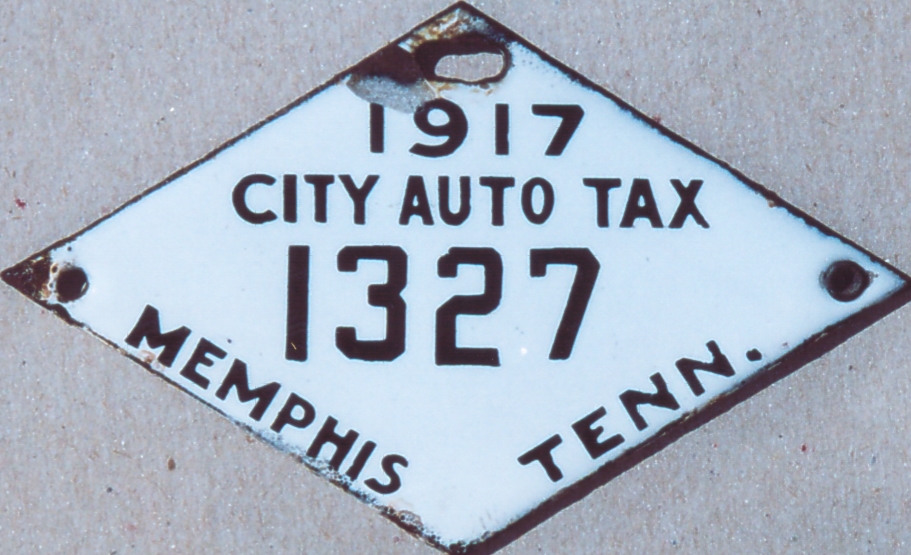 1917
CITY AUTO TAX
1327
MEMPHIS TENN.